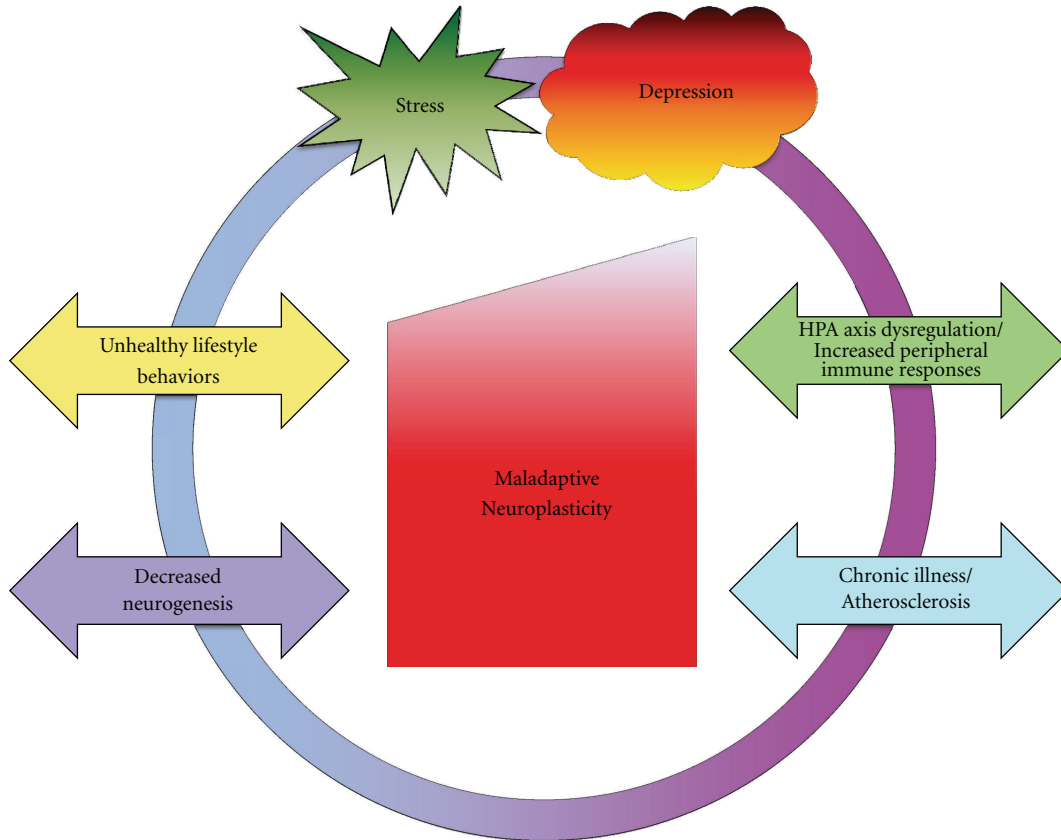 Stress
Depression
Unhealthy lifestyle
behaviors
HPA axis dysregulation/
Increased peripheral
immune responses
Maladaptive
Neuroplasticity
Decreased
neurogenesis
Chronic illness/
Atherosclerosis